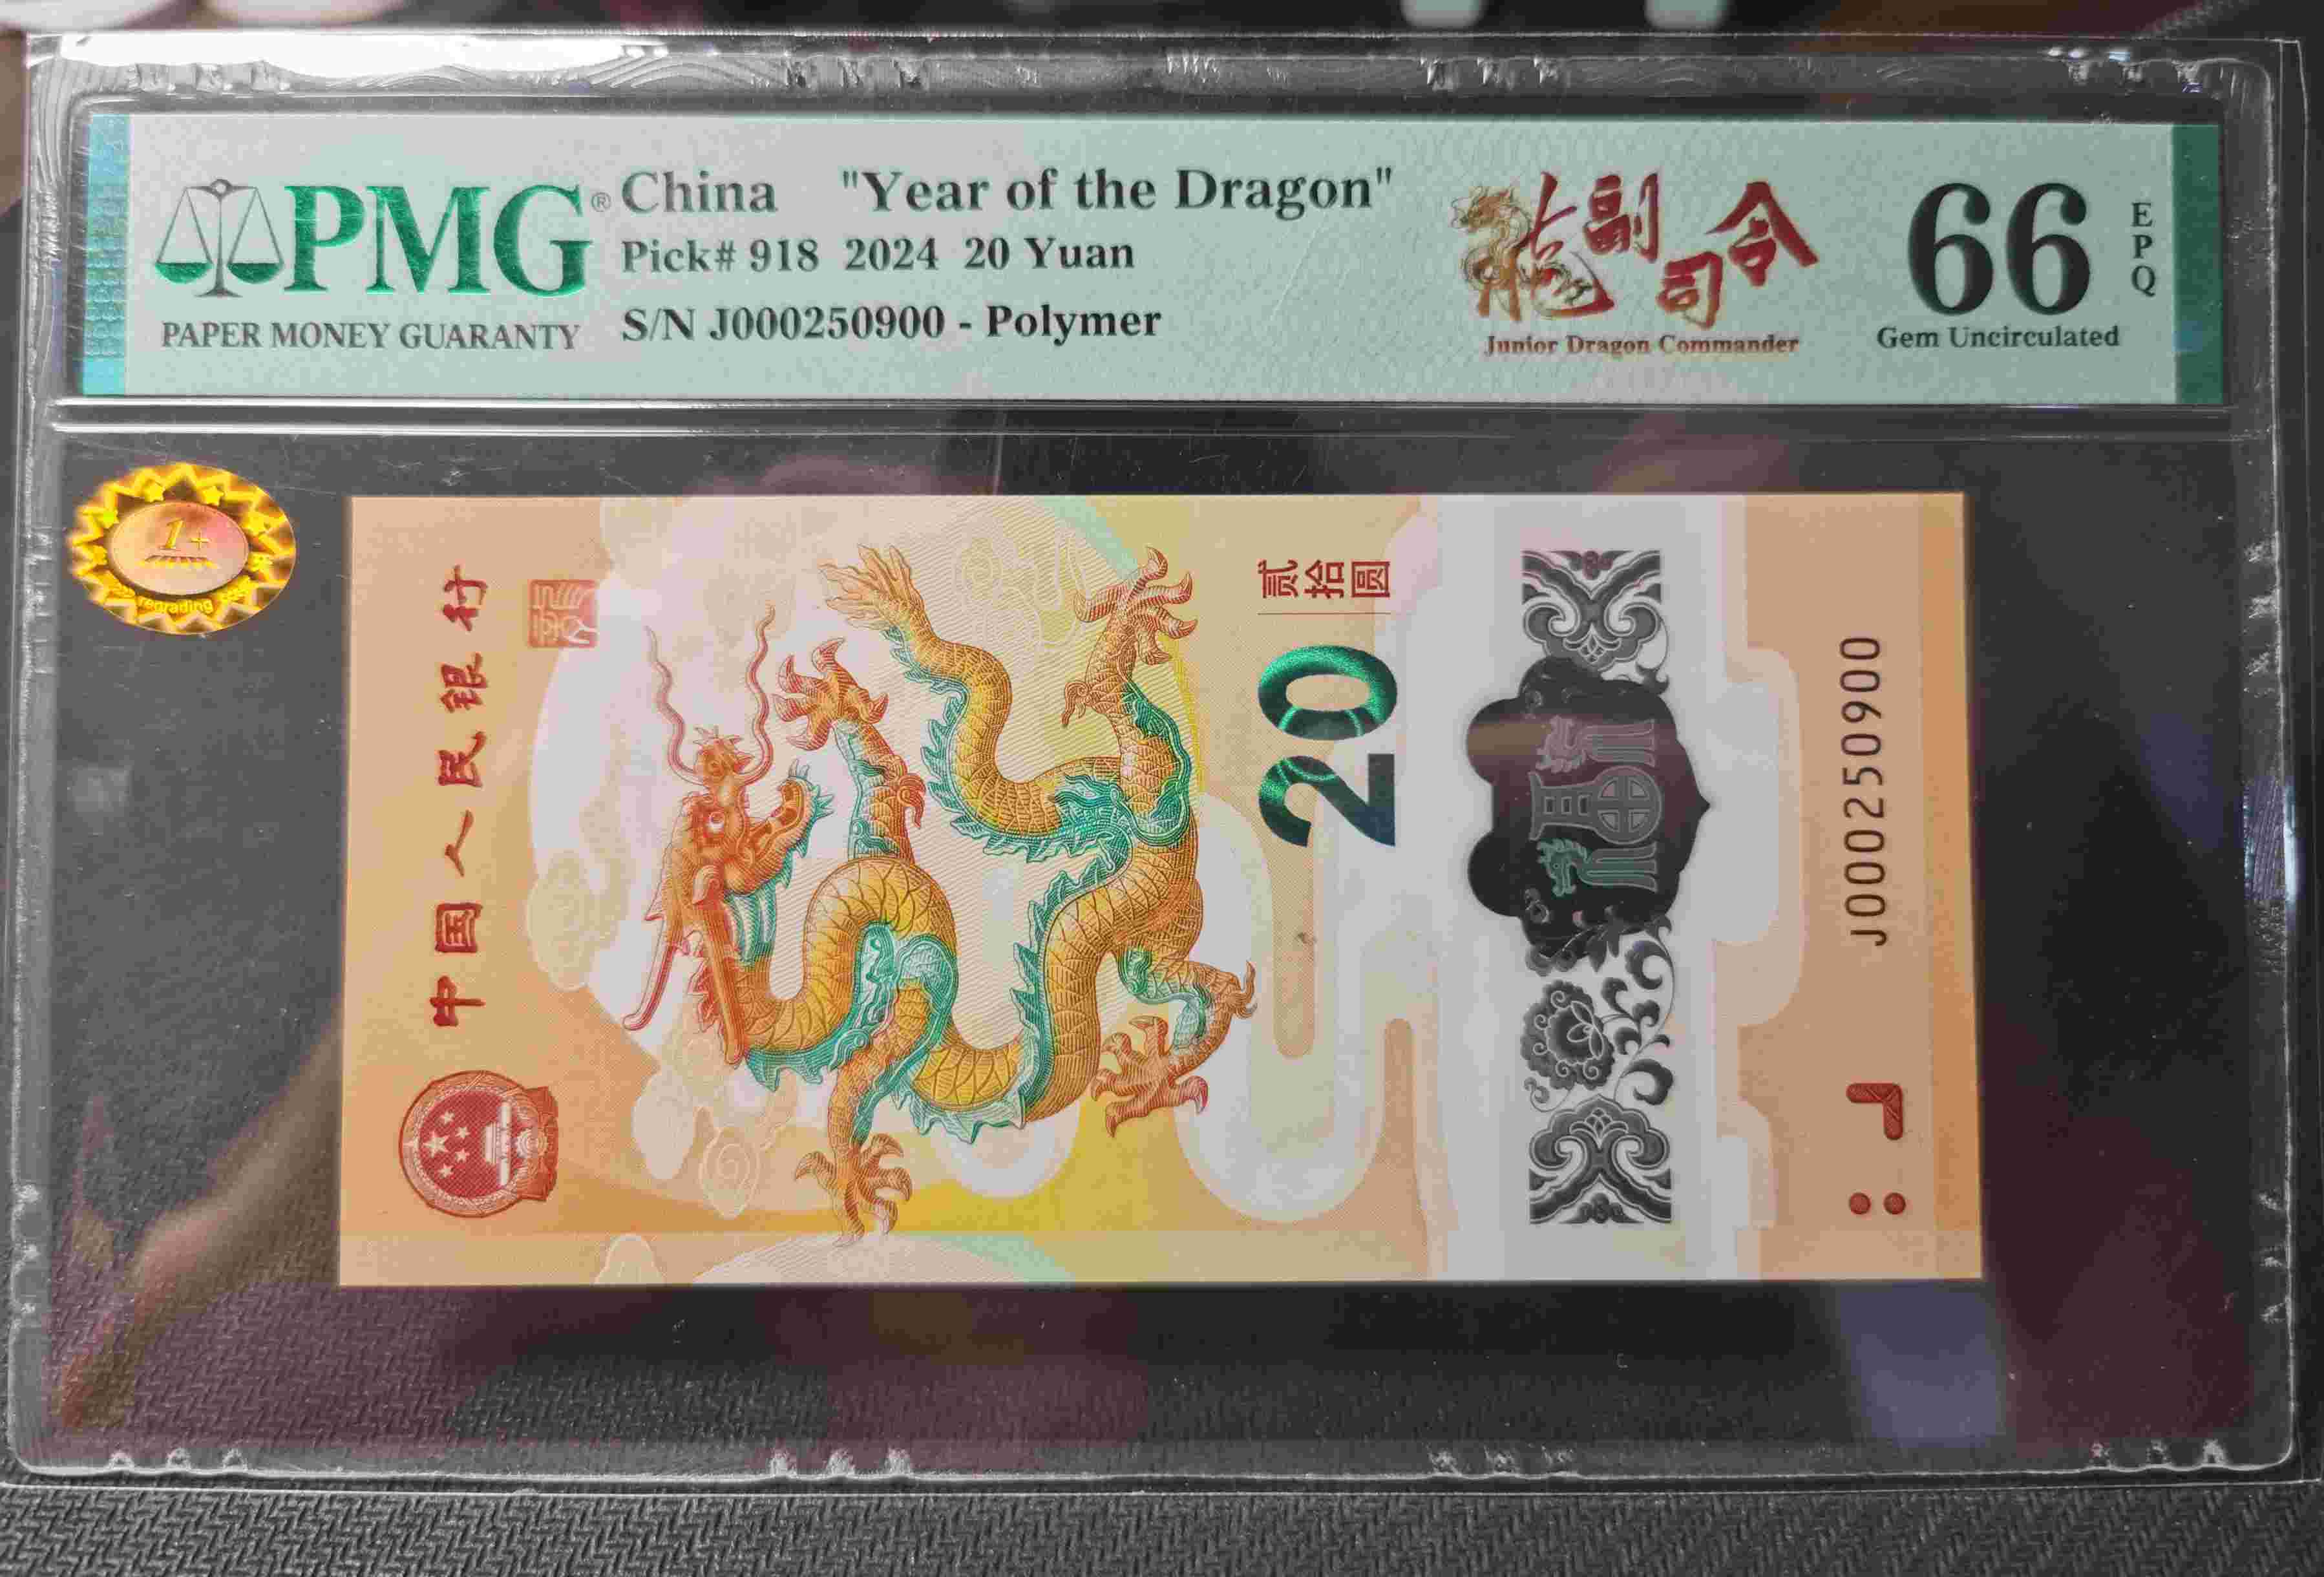 PMG®
PAPER MONEY GUARANTY
China "Year of the Dragon"
Pick# 918 2024 20 Yuan
S/N J000250900 - Polymer
龍副司令
Junior Dragon Commander
66
EPQ
Gem Uncirculated
1+
regrading
中国人民银行
20
贰拾圆
J000250900